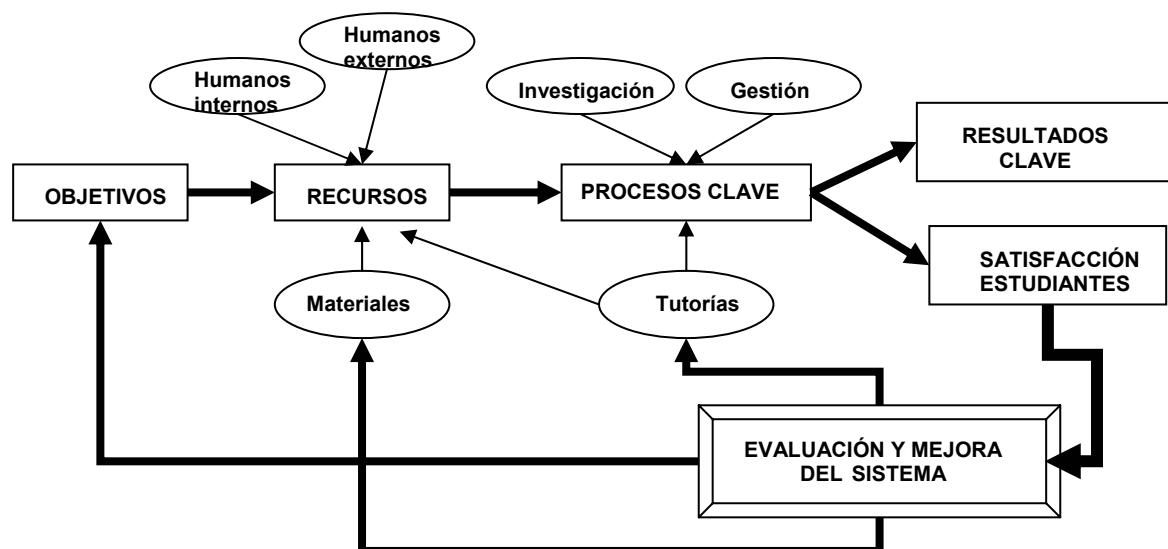 Humanos
externos
Humanos
internos
Investigación
Gestión
RESULTADOS
CLAVE
OBJETIVOS
RECURSOS
PROCESOS CLAVE
SATISFACCIÓN
ESTUDIANTES
Materiales
Tutorías
EVALUACIÓN Y MEJORA
DEL SISTEMA